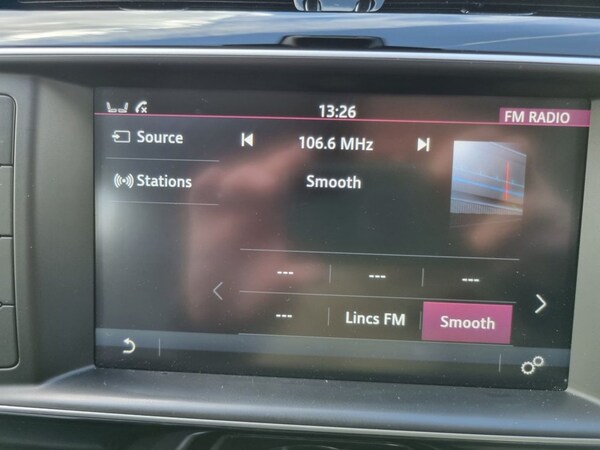 13:26
FM RADIO
Source
106.6 MHz
Stations
Smooth
--- --- ---
--- Lincs FM Smooth